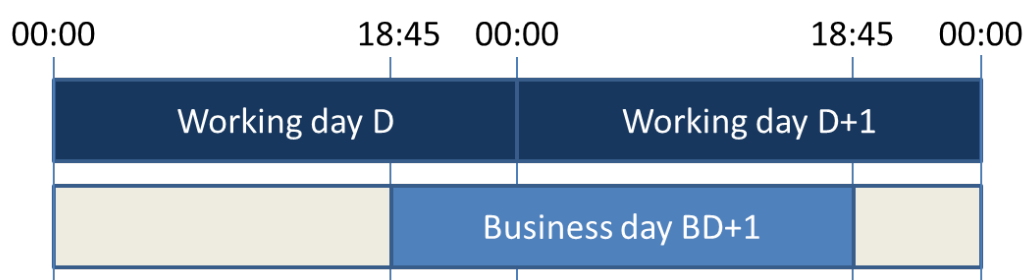 00:00 18:45 00:00 18:45 00:00
Working day D Working day D+1
Business day BD+1